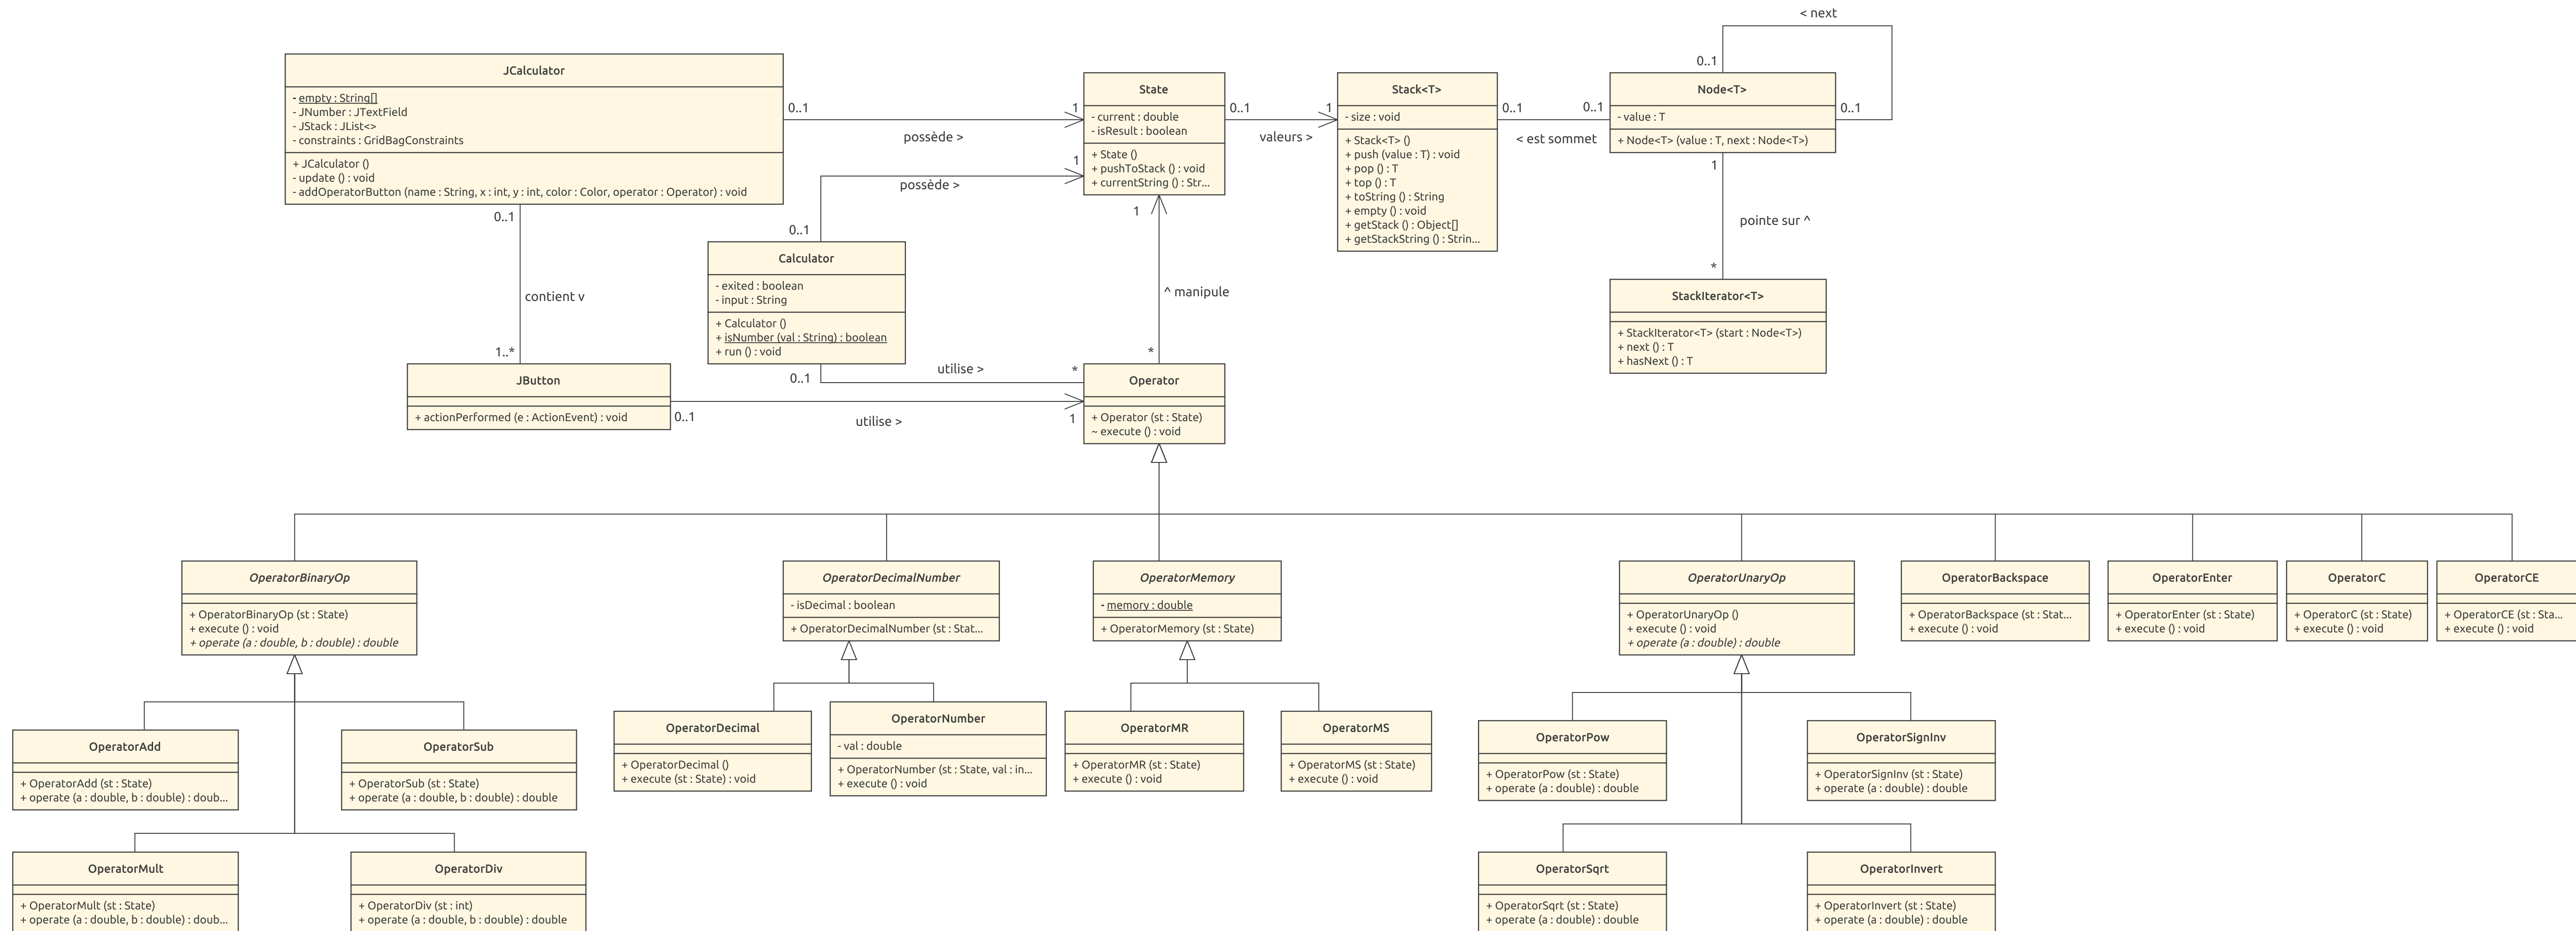 < next
0..1
0..1
JCalculator
- empty : String[]
- JNumber : JTextField
- JStack : JList<>
- constraints : GridBagConstraints
+ JCalculator ()
- update () : void
- addOperatorButton (name : String, x : int, y : int, color : Color, operator : Operator) : void
0..1
1
possède >
State
- current : double
- isResult : boolean
+ State ()
+ pushToStack () : void
+ currentString () : Str...
0..1
1
valeurs >
Stack<T>
- size : void
+ Stack<T> ()
+ push (value : T) : void
+ pop () : T
+ top () : T
+ toString () : String
+ empty () : void
+ getStack () : Object[]
+ getStackString () : Strin...
0..1
0..1
< est sommet
Node<T>
- value : T
+ Node<T> (value : T, next : Node<T>)
1
pointe sur ^
*
StackIterator<T>
+ StackIterator<T> (start : Node<T>)
+ next () : T
+ hasNext () : T
1
possède >
0..1
Calculator
- exited : boolean
- input : String
+ Calculator ()
+ isNumber (val : String) : boolean
+ run () : void
0..1
utilise >
*
1
^ manipule
*
0..1
contient v
1..*
JButton
+ actionPerformed (e : ActionEvent) : void
0..1
utilise >
1
Operator
+ Operator (st : State)
~ execute () : void
OperatorBinaryOp
+ OperatorBinaryOp (st : State)
+ execute () : void
+ operate (a : double, b : double) : double
OperatorDecimalNumber
- isDecimal : boolean
+ OperatorDecimalNumber (st : Stat...
OperatorMemory
- memory : double
+ OperatorMemory (st : State)
OperatorUnaryOp
+ OperatorUnaryOp ()
+ execute () : void
+ operate (a : double) : double
OperatorBackspace
+ OperatorBackspace (st : Stat...
+ execute () : void
OperatorEnter
+ OperatorEnter (st : State)
+ execute () : void
OperatorC
+ OperatorC (st : State)
+ execute () : void
OperatorCE
+ OperatorCE (st : Sta...
+ execute () : void
OperatorAdd
+ OperatorAdd (st : State)
+ operate (a : double, b : double) : doub...
OperatorSub
+ OperatorSub (st : State)
+ operate (a : double, b : double) : double
OperatorDecimal
+ OperatorDecimal ()
+ execute (st : State) : void
OperatorNumber
- val : double
+ OperatorNumber (st : State, val : in...
+ execute () : void
OperatorMR
+ OperatorMR (st : State)
+ execute () : void
OperatorMS
+ OperatorMS (st : State)
+ execute () : void
OperatorPow
+ OperatorPow (st : State)
+ operate (a : double) : double
OperatorSignInv
+ OperatorSignInv (st : State)
+ operate (a : double) : double
OperatorMult
+ OperatorMult (st : State)
+ operate (a : double, b : double) : doub...
OperatorDiv
+ OperatorDiv (st : int)
+ operate (a : double, b : double) : double
OperatorSqrt
+ OperatorSqrt (st : State)
+ operate (a : double) : double
OperatorInvert
+ OperatorInvert (st : State)
+ operate (a : double) : double